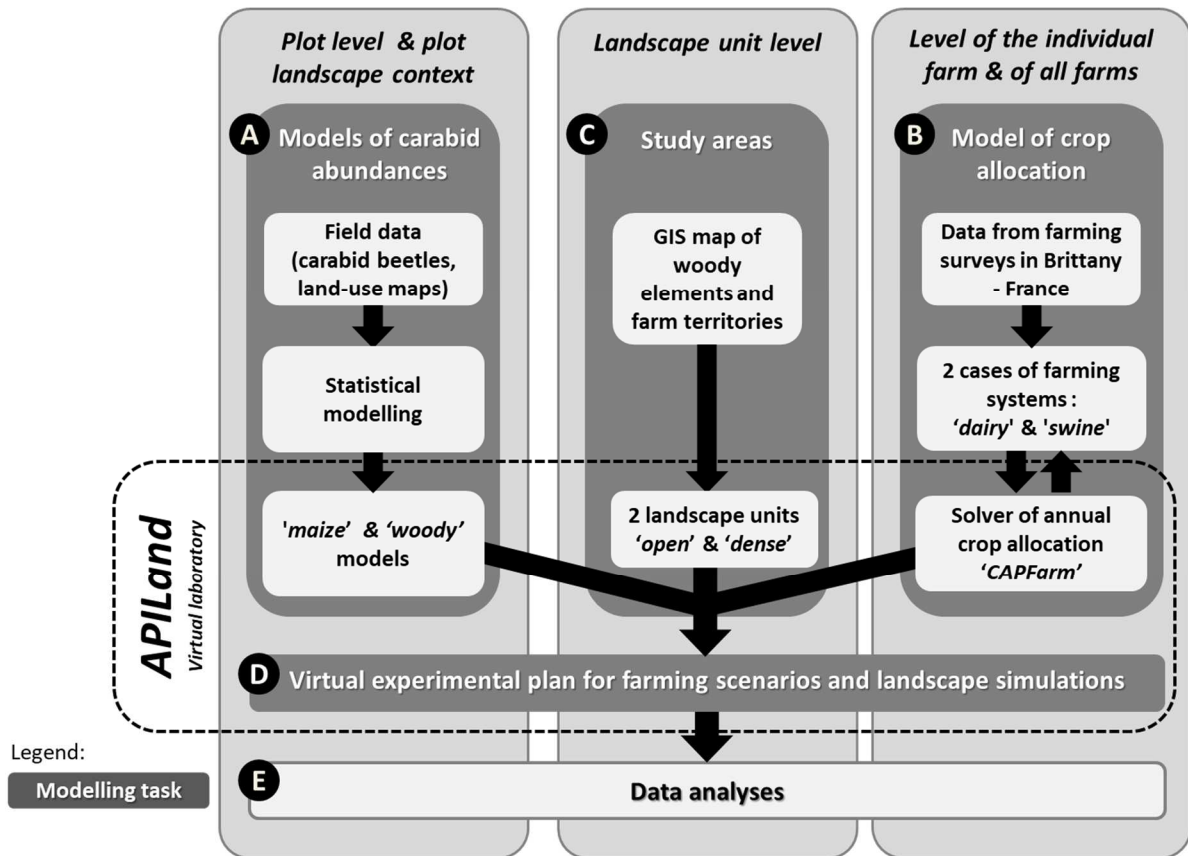 Plot level & plot
landscape context
Landscape unit level
Level of the individual
farm & of all farms
A
Models of carabid
abundances
Field data
(carabid beetles,
land-use maps)
Statistical
modelling
'maize' & 'woody'
models
C
Study areas
GIS map of
woody
elements and
farm territories
2 landscape units
'open' & 'dense'
B
Model of crop
allocation
Data from farming
surveys in Brittany
- France
2 cases of farming
systems :
'dairy' & 'swine'
Solver of annual
crop allocation
'CAPFarm'
APILand
Virtual laboratory
D
Virtual experimental plan for farming scenarios and landscape simulations
Legend:
Modelling task
E
Data analyses